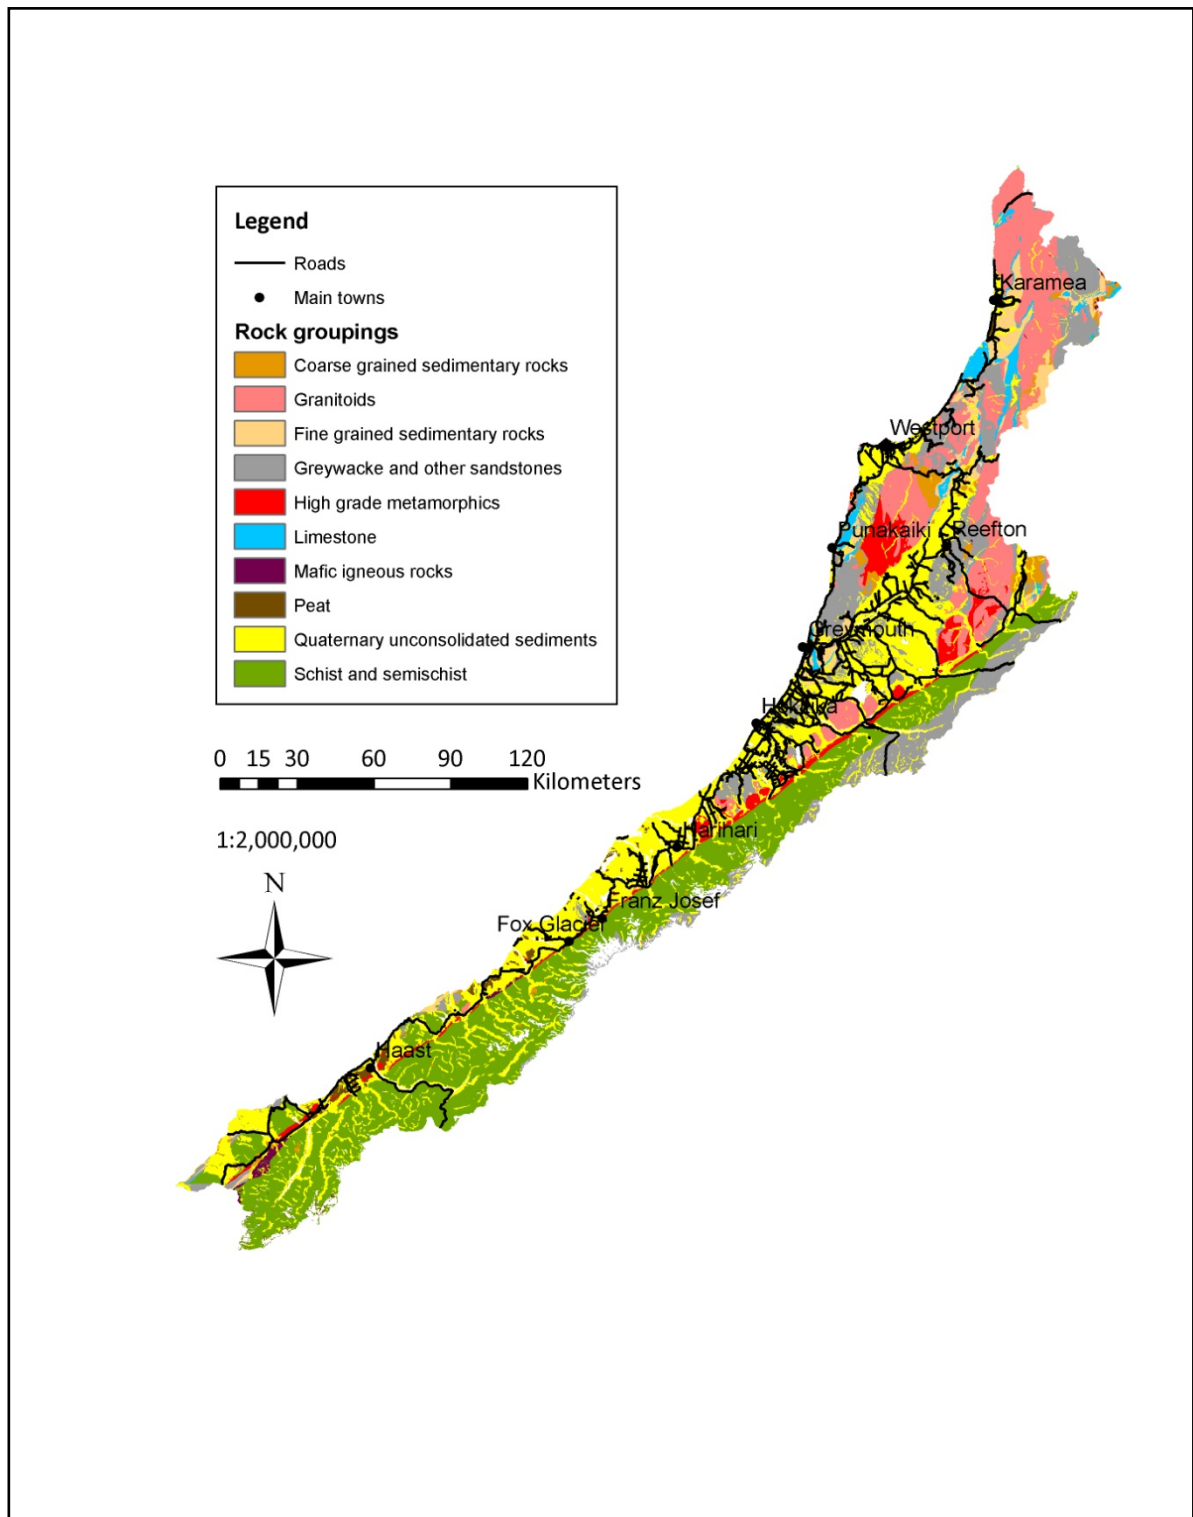 Legend
Roads
Main towns
Rock groupings
Coarse grained sedimentary rocks
Granitoids
Fine grained sedimentary rocks
Greywacke and other sandstones
High grade metamorphics
Limestone
Mafic igneous rocks
Peat
Quaternary unconsolidated sediments
Schist and semischist
0 15 30 60 90 120
Kilometers
1:2,000,000
N
Karamea
Westport
Punakaiki
Reefton
Greymouth
Hokitika
Harihari
Franz Josef
Fox Glacier
Haast